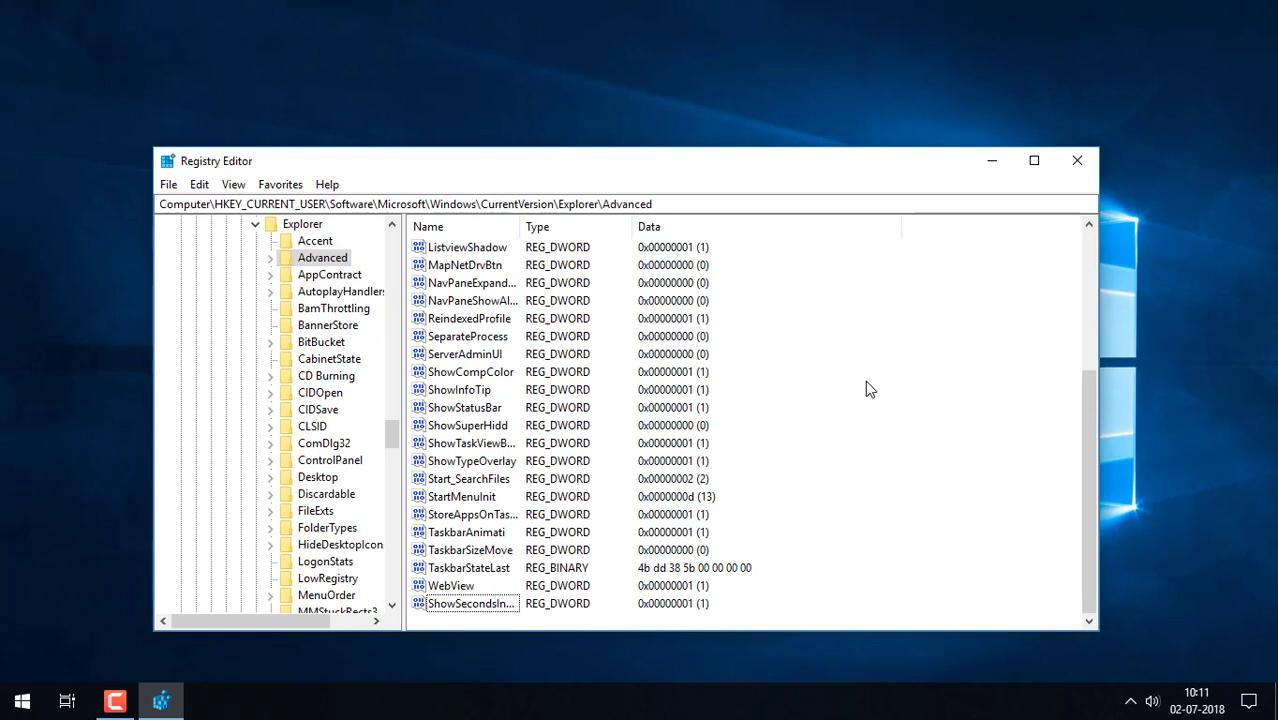 Registry Editor
File Edit View Favorites Help
Computer\HKEY_CURRENT_USER\Software\Microsoft\Windows\CurrentVersion\Explorer\Advanced
Explorer
Accent
Advanced
AppContract
AutoplayHandlers
BamThrottling
BannerStore
BitBucket
CabinetState
CD Burning
CIDOpen
CIDSave
CLSID
ComDlg32
ControlPanel
Desktop
Discardable
FileExts
FolderTypes
HideDesktopIcon
LogonStats
LowRegistry
MenuOrder
MMStuckRects3
Name Type Data
ListviewShadow REG_DWORD 0x00000001 (1)
MapNetDrvBtn REG_DWORD 0x00000000 (0)
NavPaneExpand... REG_DWORD 0x00000000 (0)
NavPaneShowAl... REG_DWORD 0x00000000 (0)
ReindexedProfile REG_DWORD 0x00000001 (1)
SeparateProcess REG_DWORD 0x00000000 (0)
ServerAdminUI REG_DWORD 0x00000000 (0)
ShowCompColor REG_DWORD 0x00000001 (1)
ShowInfoTip REG_DWORD 0x00000001 (1)
ShowStatusBar REG_DWORD 0x00000001 (1)
ShowSuperHidd REG_DWORD 0x00000000 (0)
ShowTaskViewB... REG_DWORD 0x00000001 (1)
ShowTypeOverlay REG_DWORD 0x00000001 (1)
Start_SearchFiles REG_DWORD 0x00000002 (2)
StartMenuInit REG_DWORD 0x0000000d (13)
StoreAppsOnTas... REG_DWORD 0x00000001 (1)
TaskbarAnimati REG_DWORD 0x00000001 (1)
TaskbarSizeMove REG_DWORD 0x00000000 (0)
TaskbarStateLast REG_BINARY 4b dd 38 5b 00 00 00 00
WebView REG_DWORD 0x00000001 (1)
ShowSecondsIn... REG_DWORD 0x00000001 (1)
10:11
02-07-2018